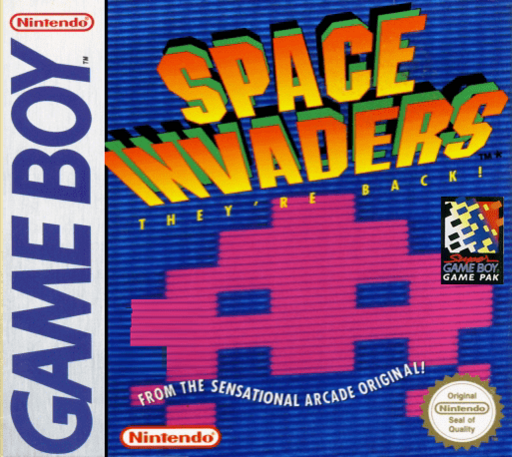 Nintendo
GAME BOY
TM
SPACE
INVADERS
TM
THEY'RE BACK!
Super
GAME BOY
GAME PAK
FROM THE SENSATIONAL ARCADE ORIGINAL!
Nintendo
Original
Nintendo
Seal of
Quality